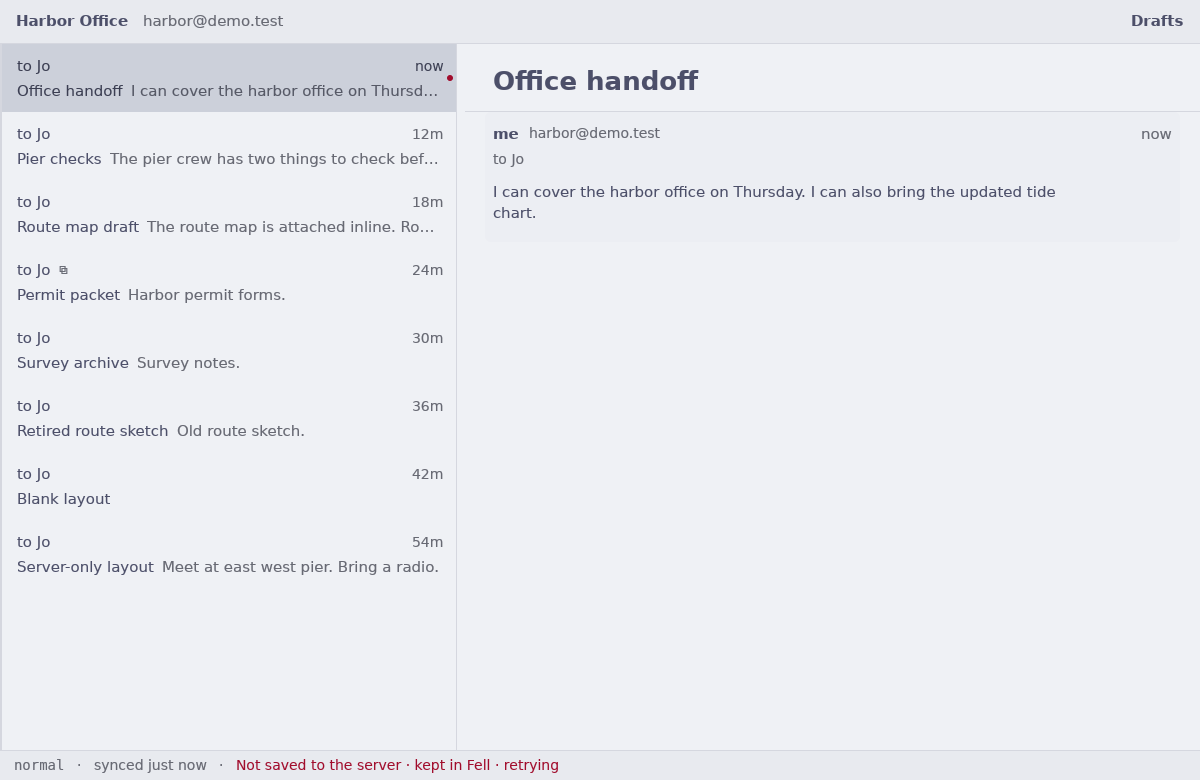 Harbor Office harbor@demo.test Drafts
to Jo now
Office handoff I can cover the harbor office on Thursd…
to Jo 12m
Pier checks The pier crew has two things to check bef…
to Jo 18m
Route map draft The route map is attached inline. Ro…
to Jo 24m
Permit packet Harbor permit forms.
to Jo 30m
Survey archive Survey notes.
to Jo 36m
Retired route sketch Old route sketch.
to Jo 42m
Blank layout
to Jo 54m
Server-only layout Meet at east west pier. Bring a radio.
Office handoff
me harbor@demo.test now
to Jo
I can cover the harbor office on Thursday. I can also bring the updated tide
chart.
normal · synced just now · Not saved to the server · kept in Fell · retrying